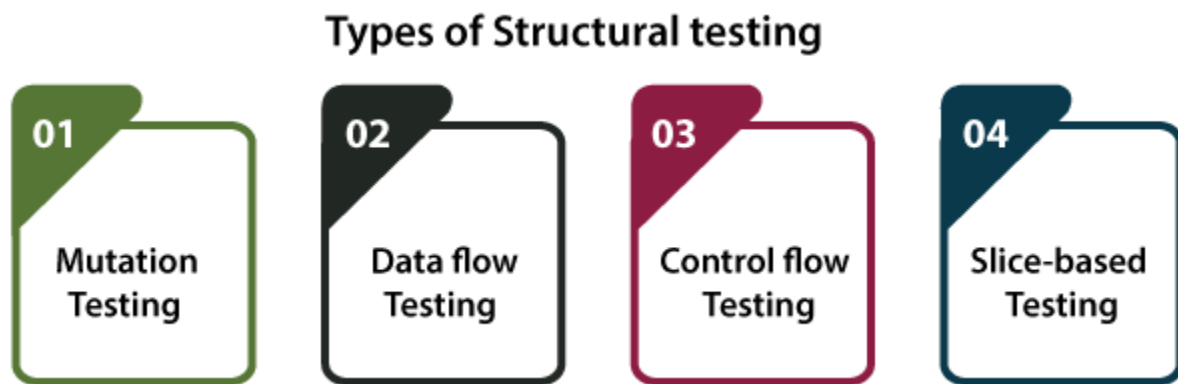 Types of Structural testing
01
Mutation
Testing
02
Data flow
Testing
03
Control flow
Testing
04
Slice-based
Testing